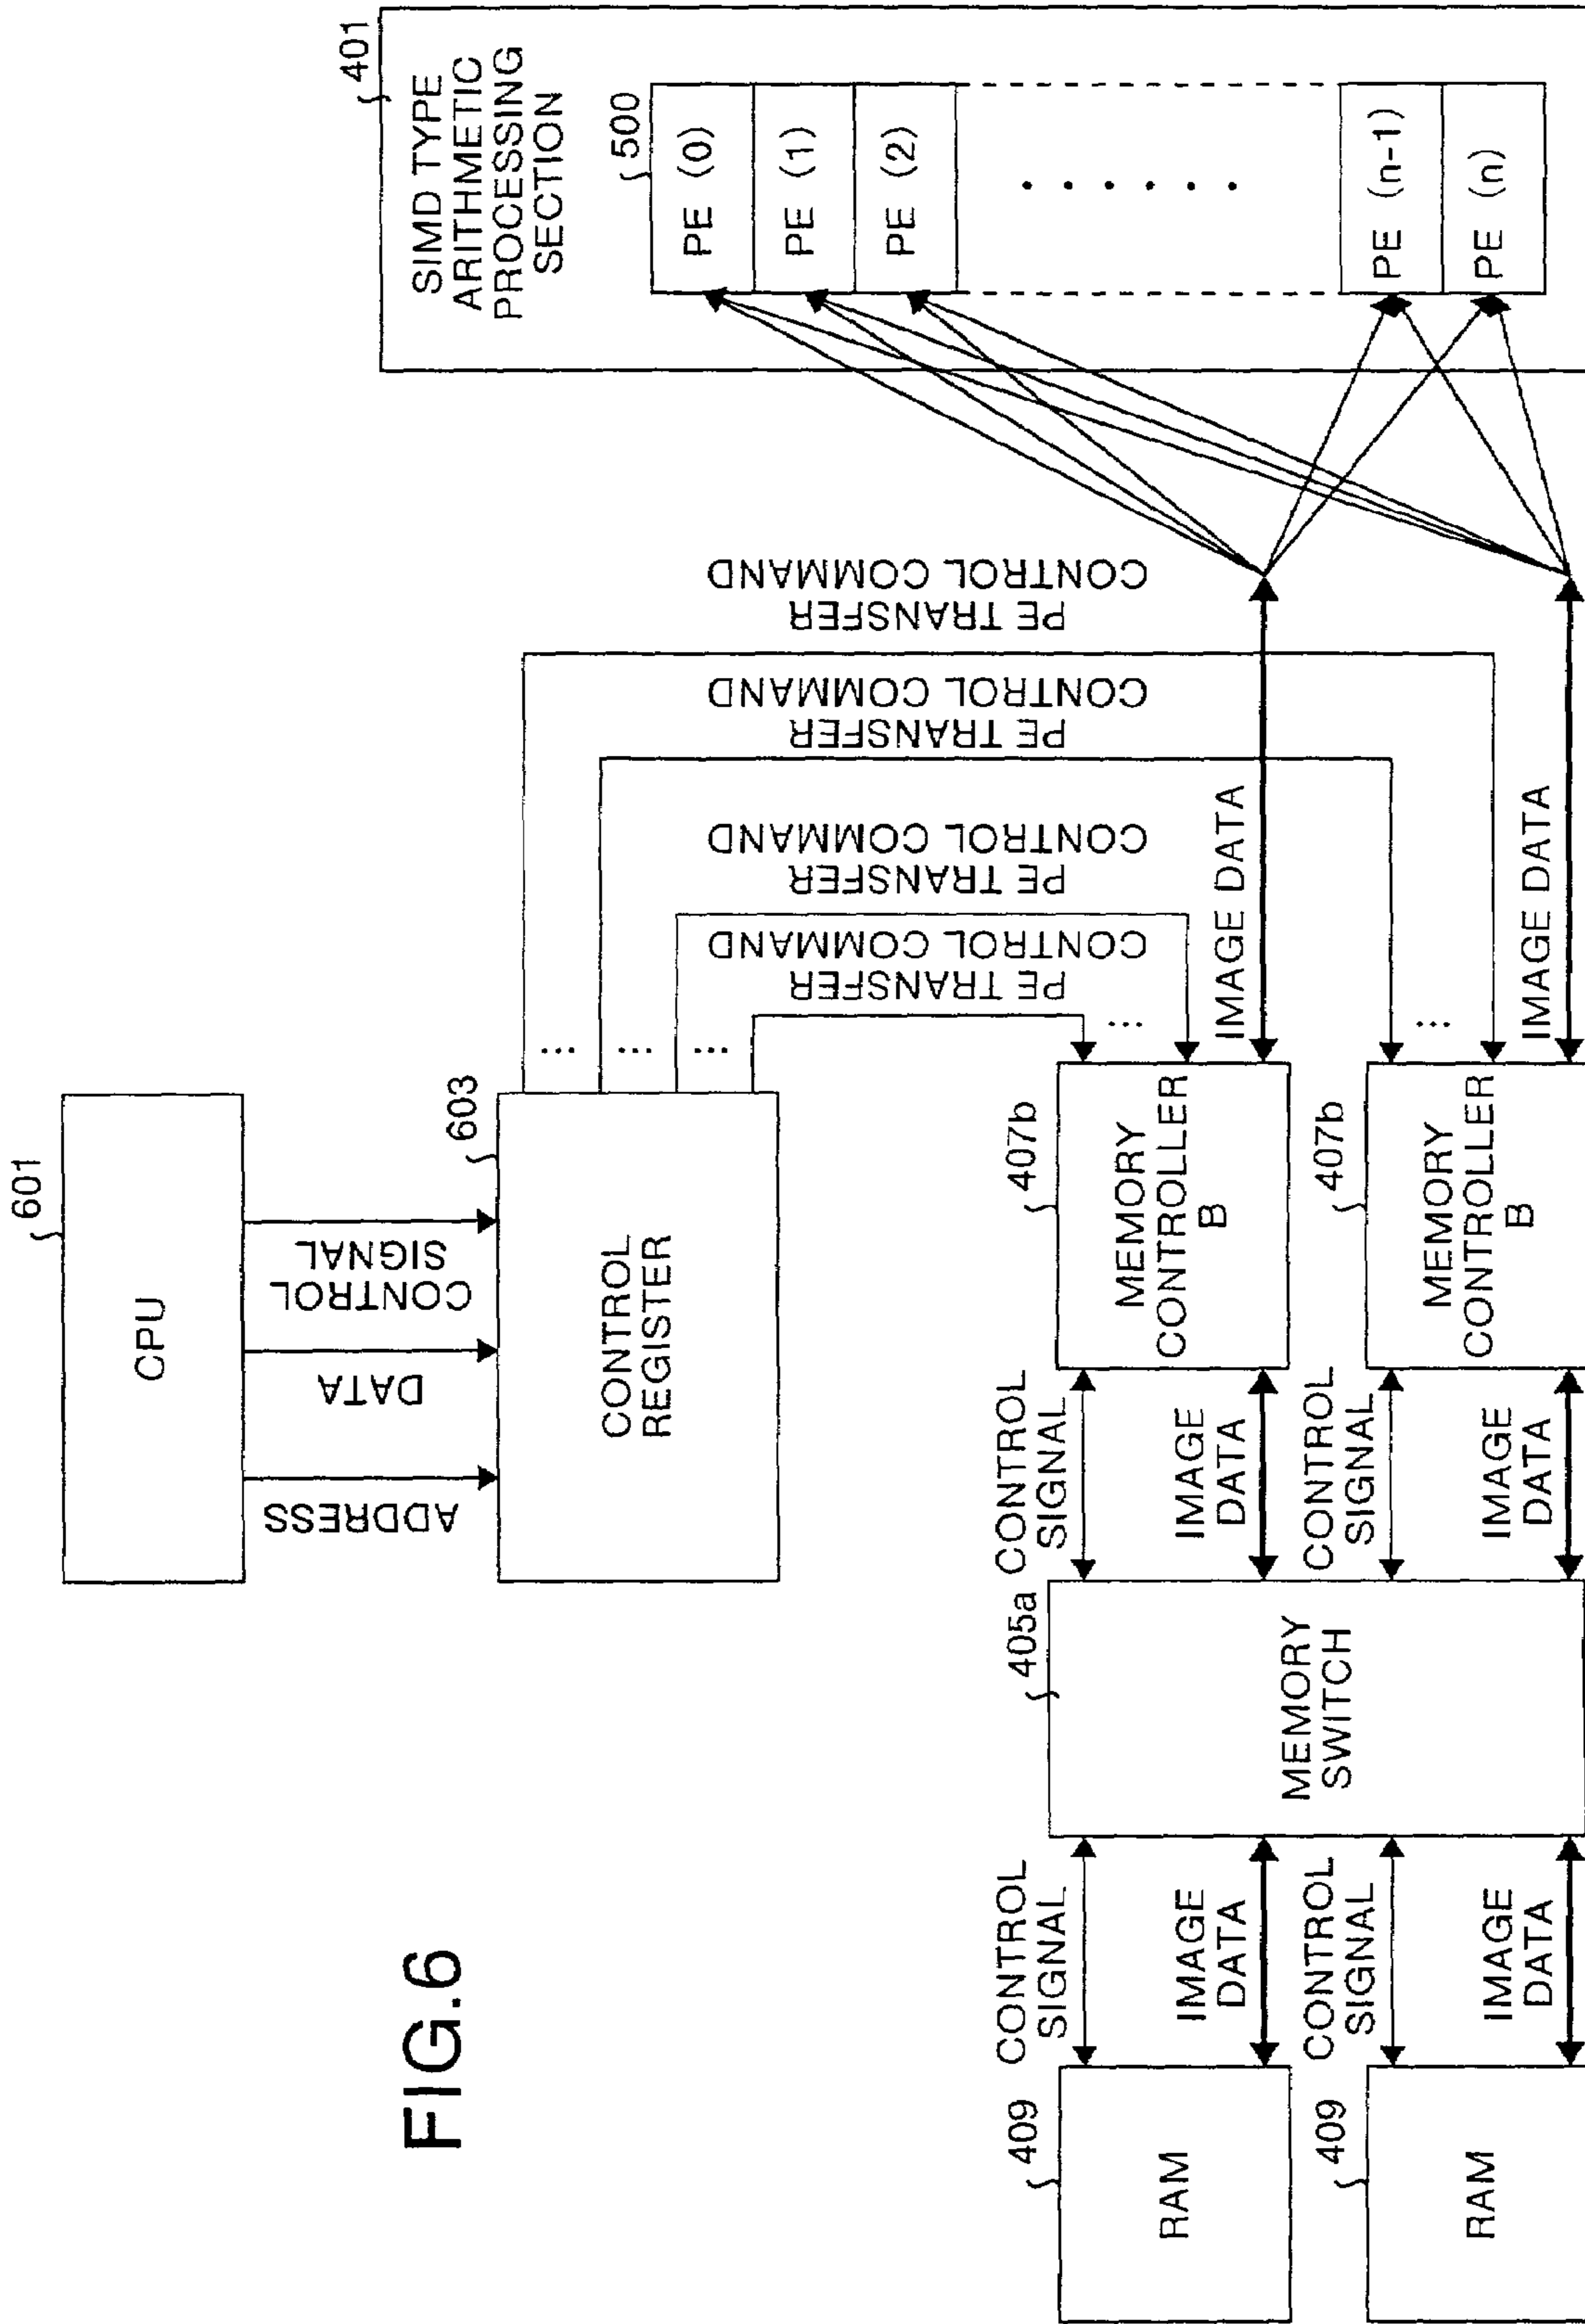 FIG.6
601
CPU
ADDRESS
DATA
CONTROL
SIGNAL
603
CONTROL
REGISTER
...
...
...
PE TRANSFER
CONTROL COMMAND
PE TRANSFER
CONTROL COMMAND
PE TRANSFER
CONTROL COMMAND
PE TRANSFER
CONTROL COMMAND
401
SIMD TYPE
ARITHMETIC
PROCESSING
SECTION
500
PE (0)
PE (1)
PE (2)
......
PE (n-1)
PE (n)
409
RAM
CONTROL
SIGNAL
IMAGE
DATA
405a
MEMORY
SWITCH
CONTROL
SIGNAL
IMAGE
DATA
407b
MEMORY
CONTROLLER
B
...
IMAGE DATA
409
RAM
CONTROL
SIGNAL
IMAGE
DATA
CONTROL
SIGNAL
IMAGE
DATA
407b
MEMORY
CONTROLLER
B
...
IMAGE DATA